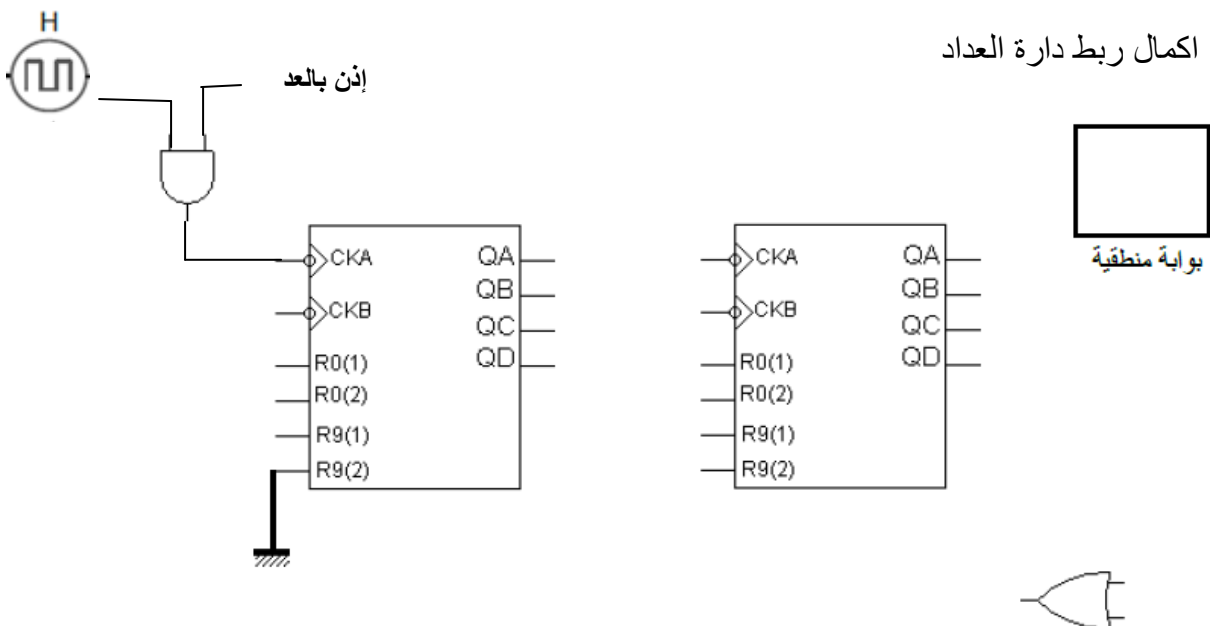 H
اكمال ربط دارة العداد
إذن بالعد
بوابة منطقية
CKA
CKB
R0(1)
R0(2)
R9(1)
R9(2)
QA
QB
QC
QD
CKA
CKB
R0(1)
R0(2)
R9(1)
R9(2)
QA
QB
QC
QD